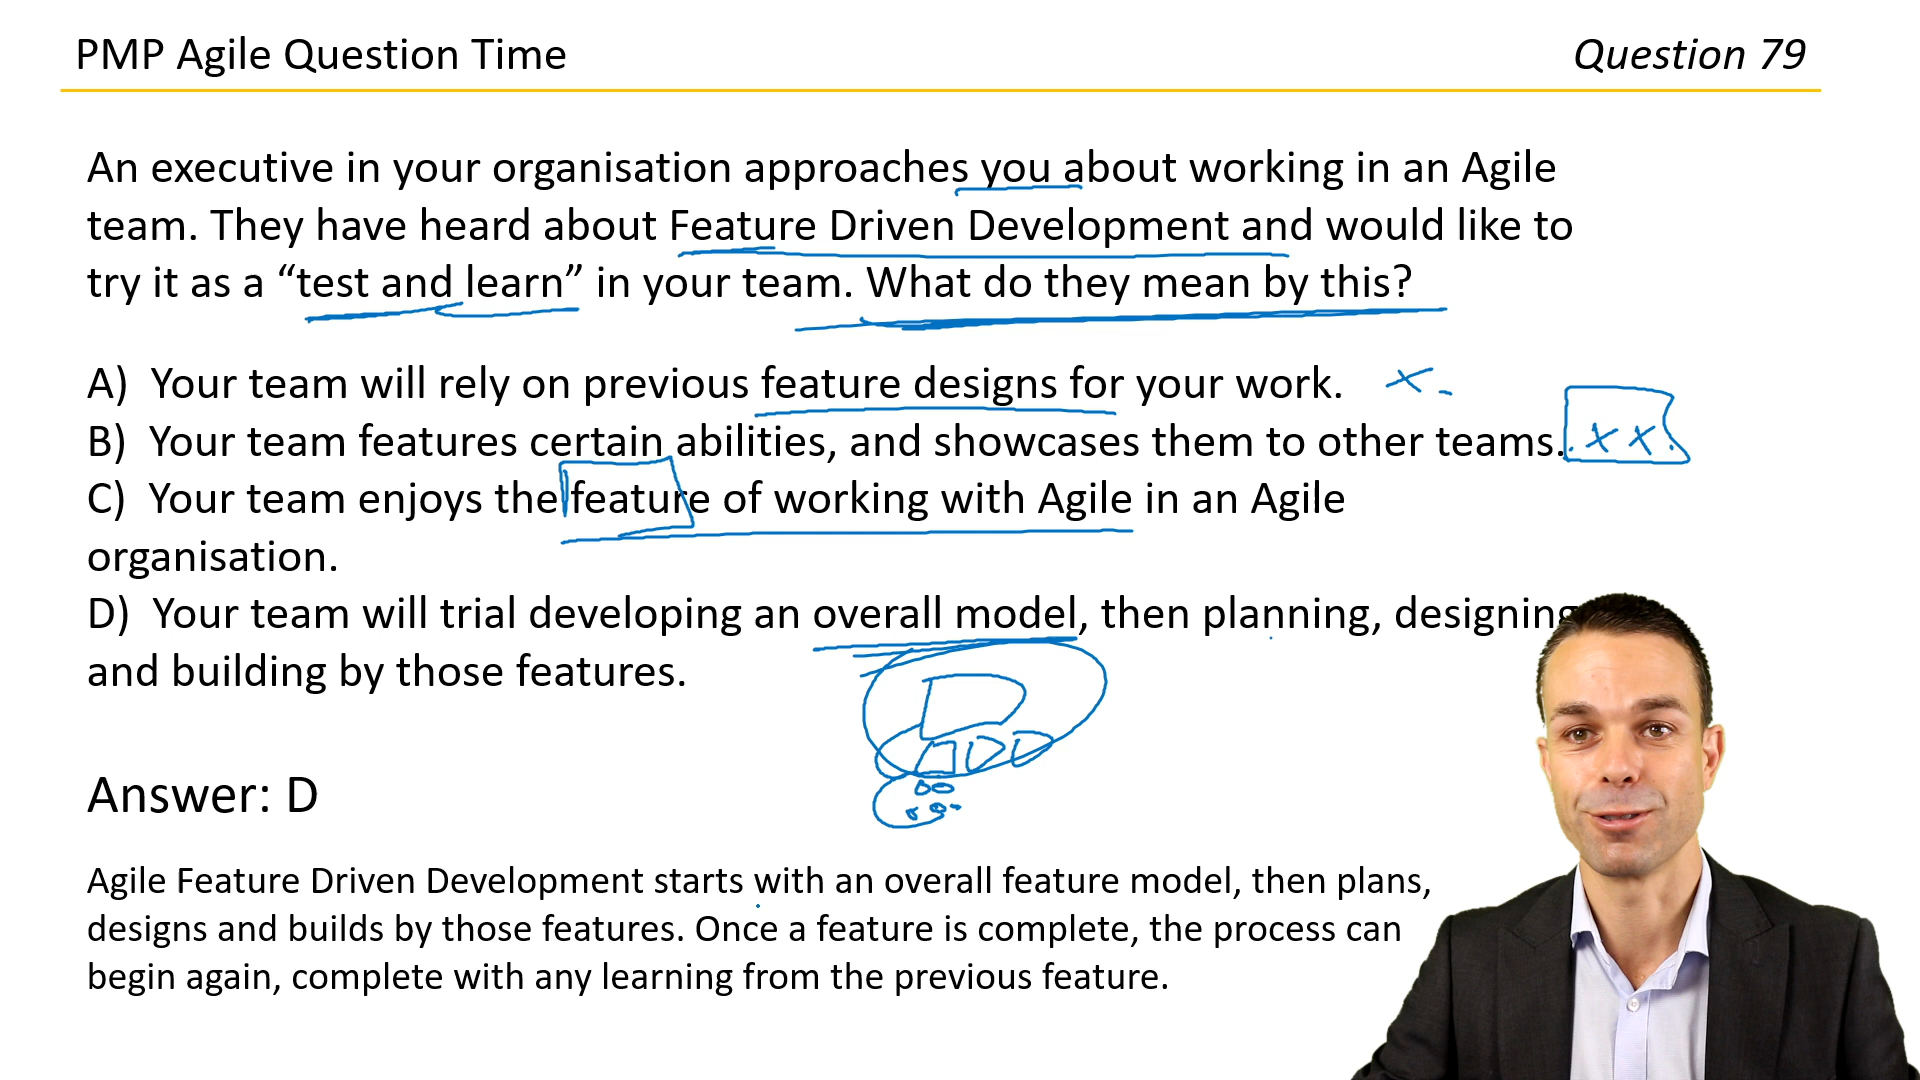 PMP Agile Question Time
Question 79
An executive in your organisation approaches you about working in an Agile
team. They have heard about Feature Driven Development and would like to
try it as a “test and learn” in your team. What do they mean by this?
A) Your team will rely on previous feature designs for your work.
B) Your team features certain abilities, and showcases them to other teams.
C) Your team enjoys the feature of working with Agile in an Agile
organisation.
D) Your team will trial developing an overall model, then planning, designing
and building by those features.
Answer: D
Agile Feature Driven Development starts with an overall feature model, then plans,
designs and builds by those features. Once a feature is complete, the process can
begin again, complete with any learning from the previous feature.